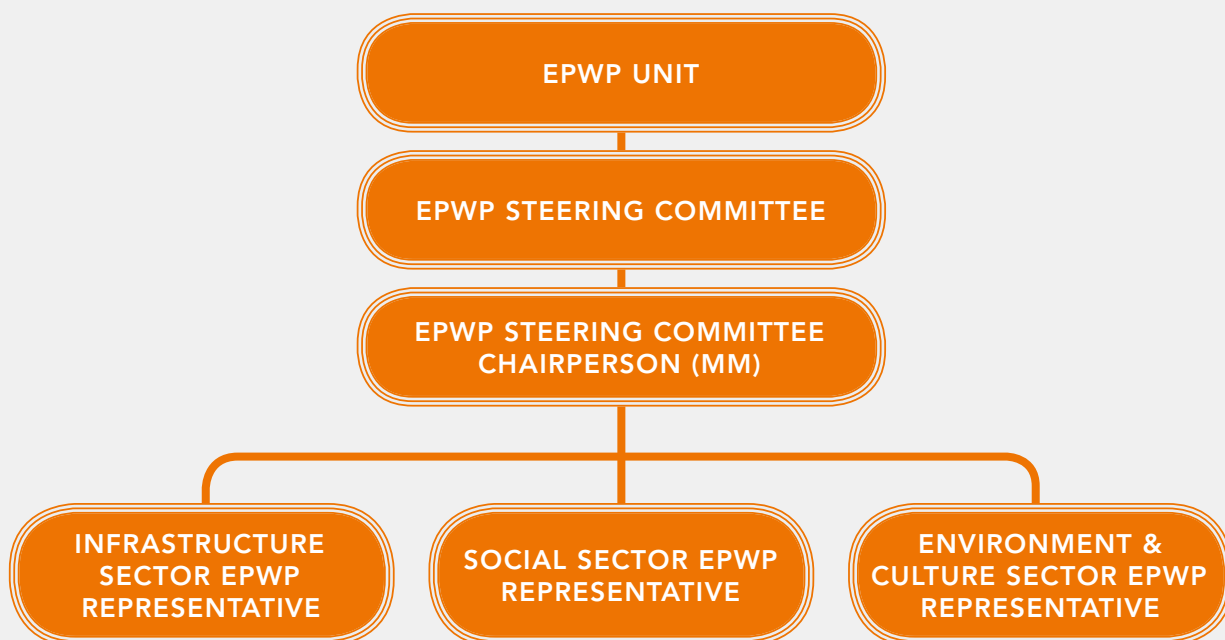 EPWP UNIT
EPWP STEERING COMMITTEE
EPWP STEERING COMMITTEE
CHAIRPERSON (MM)
INFRASTRUCTURE
SECTOR EPWP
REPRESENTATIVE
SOCIAL SECTOR EPWP
REPRESENTATIVE
ENVIRONMENT &
CULTURE SECTOR EPWP
REPRESENTATIVE